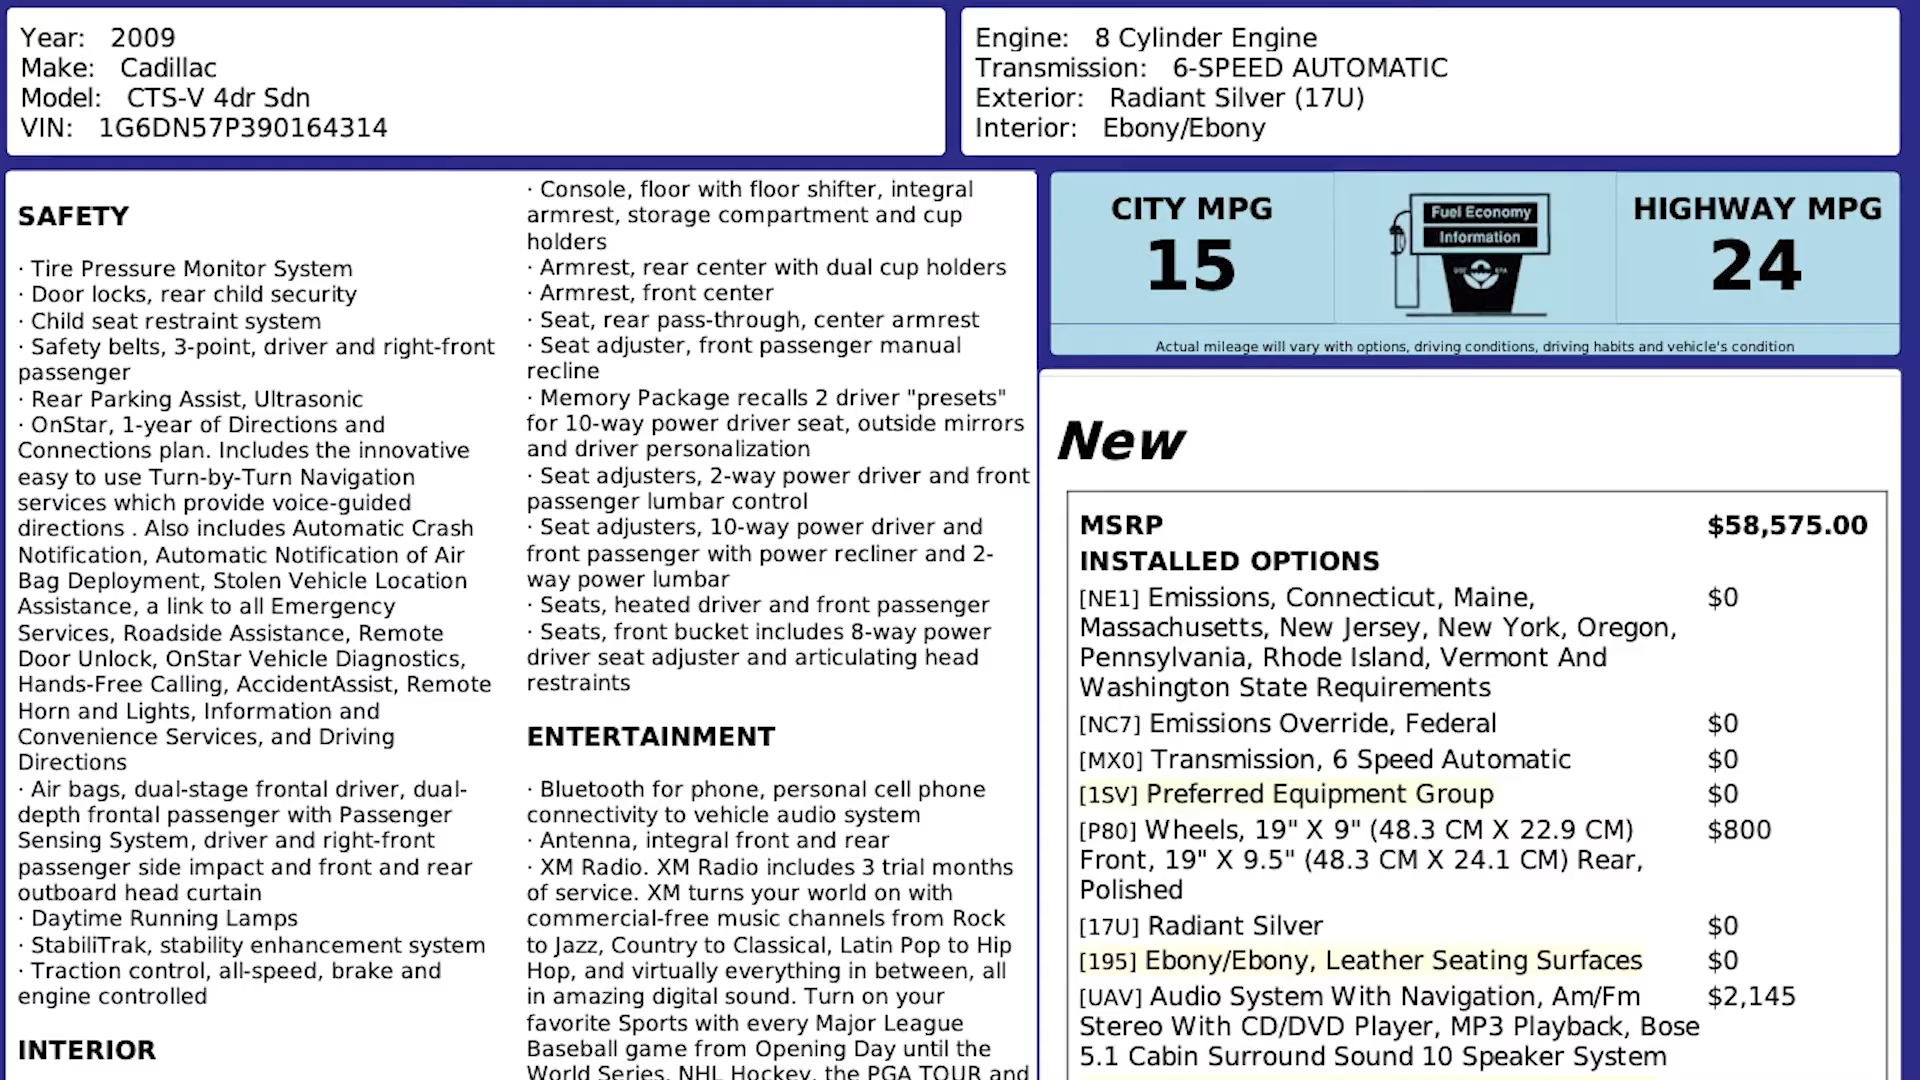 Year: 2009
Make: Cadillac
Model: CTS-V 4dr Sdn
VIN: 1G6DN57P390164314
Engine: 8 Cylinder Engine
Transmission: 6-SPEED AUTOMATIC
Exterior: Radiant Silver (17U)
Interior: Ebony/Ebony
SAFETY
· Tire Pressure Monitor System
· Door locks, rear child security
· Child seat restraint system
· Safety belts, 3-point, driver and right-front
passenger
· Rear Parking Assist, Ultrasonic
· OnStar, 1-year of Directions and
Connections plan. Includes the innovative
easy to use Turn-by-Turn Navigation
services which provide voice-guided
directions . Also includes Automatic Crash
Notification, Automatic Notification of Air
Bag Deployment, Stolen Vehicle Location
Assistance, a link to all Emergency
Services, Roadside Assistance, Remote
Door Unlock, OnStar Vehicle Diagnostics,
Hands-Free Calling, AccidentAssist, Remote
Horn and Lights, Information and
Convenience Services, and Driving
Directions
· Air bags, dual-stage frontal driver, dual-
depth frontal passenger with Passenger
Sensing System, driver and right-front
passenger side impact and front and rear
outboard head curtain
· Daytime Running Lamps
· StabiliTrak, stability enhancement system
· Traction control, all-speed, brake and
engine controlled
INTERIOR
· Console, floor with floor shifter, integral
armrest, storage compartment and cup
holders
· Armrest, rear center with dual cup holders
· Armrest, front center
· Seat, rear pass-through, center armrest
· Seat adjuster, front passenger manual
recline
· Memory Package recalls 2 driver "presets"
for 10-way power driver seat, outside mirrors
and driver personalization
· Seat adjusters, 2-way power driver and front
passenger lumbar control
· Seat adjusters, 10-way power driver and
front passenger with power recliner and 2-
way power lumbar
· Seats, heated driver and front passenger
· Seats, front bucket includes 8-way power
driver seat adjuster and articulating head
restraints
ENTERTAINMENT
· Bluetooth for phone, personal cell phone
connectivity to vehicle audio system
· Antenna, integral front and rear
· XM Radio. XM Radio includes 3 trial months
of service. XM turns your world on with
commercial-free music channels from Rock
to Jazz, Country to Classical, Latin Pop to Hip
Hop, and virtually everything in between, all
in amazing digital sound. Turn on your
favorite Sports with every Major League
Baseball game from Opening Day until the
World Series, NHL Hockey, the PGA TOUR and
CITY MPG
15
Fuel Economy
Information
HIGHWAY MPG
24
Actual mileage will vary with options, driving conditions, driving habits and vehicle's condition
New
MSRP $58,575.00
INSTALLED OPTIONS
[NE1] Emissions, Connecticut, Maine, $0
Massachusetts, New Jersey, New York, Oregon,
Pennsylvania, Rhode Island, Vermont And
Washington State Requirements
[NC7] Emissions Override, Federal $0
[MX0] Transmission, 6 Speed Automatic $0
[1SV] Preferred Equipment Group $0
[P80] Wheels, 19" X 9" (48.3 CM X 22.9 CM) $800
Front, 19" X 9.5" (48.3 CM X 24.1 CM) Rear,
Polished
[17U] Radiant Silver $0
[195] Ebony/Ebony, Leather Seating Surfaces $0
[UAV] Audio System With Navigation, Am/Fm $2,145
Stereo With CD/DVD Player, MP3 Playback, Bose
5.1 Cabin Surround Sound 10 Speaker System